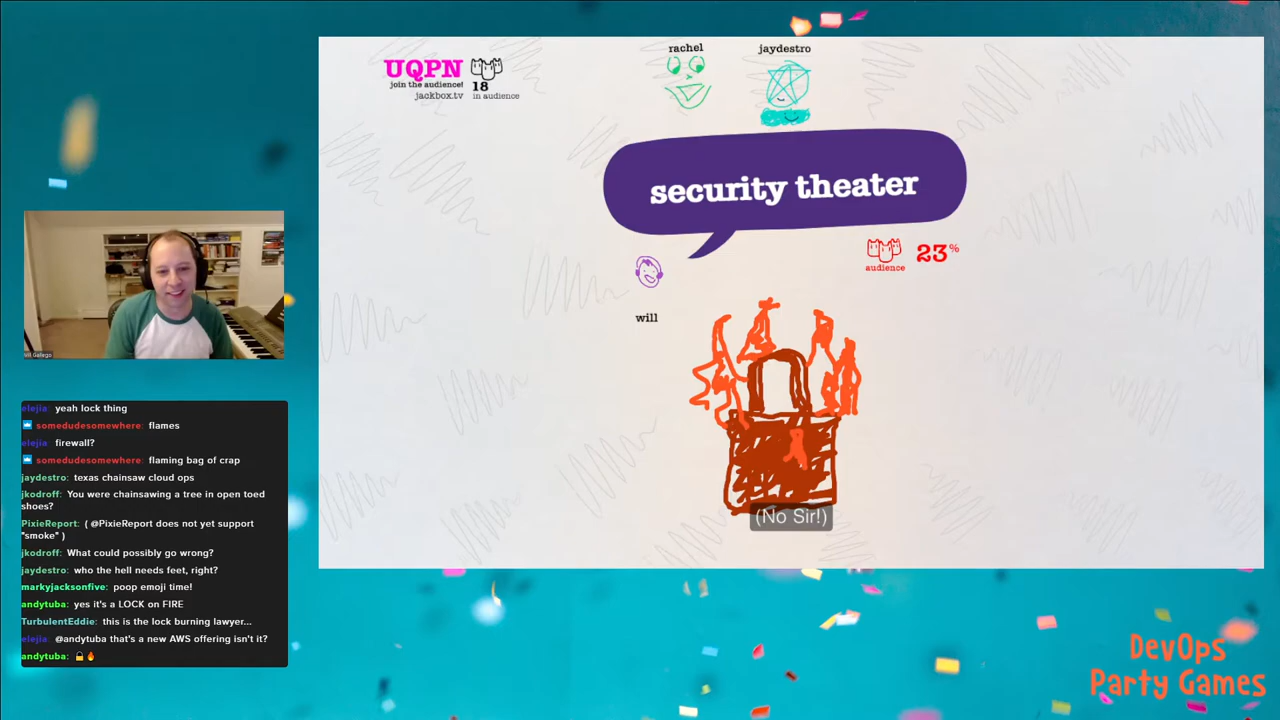 UQPN
join the audience!
jackbox.tv
18
in audience
rachel
jaydestro
security theater
will
audience
23%
(No Sir!)
elejia: yeah lock thing
somedudesomewhere: flames
elejia: firewall?
somedudesomewhere: flaming bag of crap
jaydestro: texas chainsaw cloud ops
jkodroff: You were chainsawing a tree in open toed
shoes?
PixieReport: ( @PixieReport does not yet support
"smoke" )
jkodroff: What could possibly go wrong?
jaydestro: who the hell needs feet, right?
markyjacksonfive: poop emoji time!
andytuba: yes it's a LOCK on FIRE
TurbulentEddie: this is the lock burning lawyer...
elejia: @andytuba that's a new AWS offering isn't it?
andytuba: 🔒🔥
DevOps
Party Games